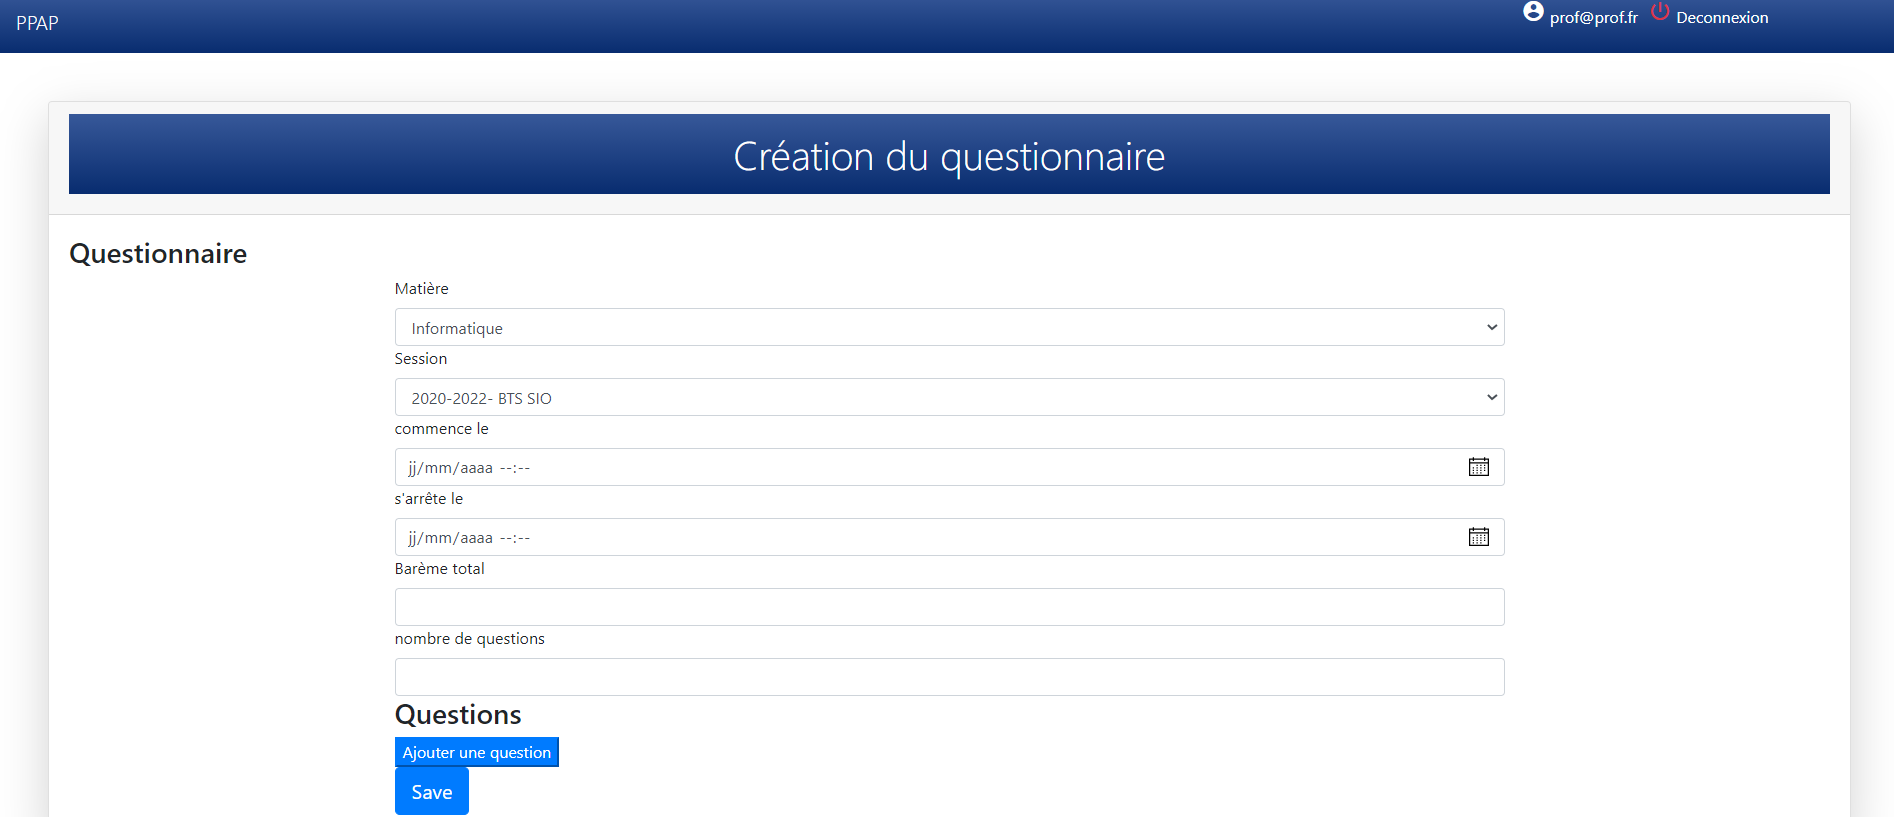 PPAP
prof@prof.fr Deconnexion
Création du questionnaire
Questionnaire
Matière
Informatique
Session
2020-2022- BTS SIO
commence le
jj/mm/aaaa --:--
s'arrête le
jj/mm/aaaa --:--
Barème total
nombre de questions
Questions
Ajouter une question
Save